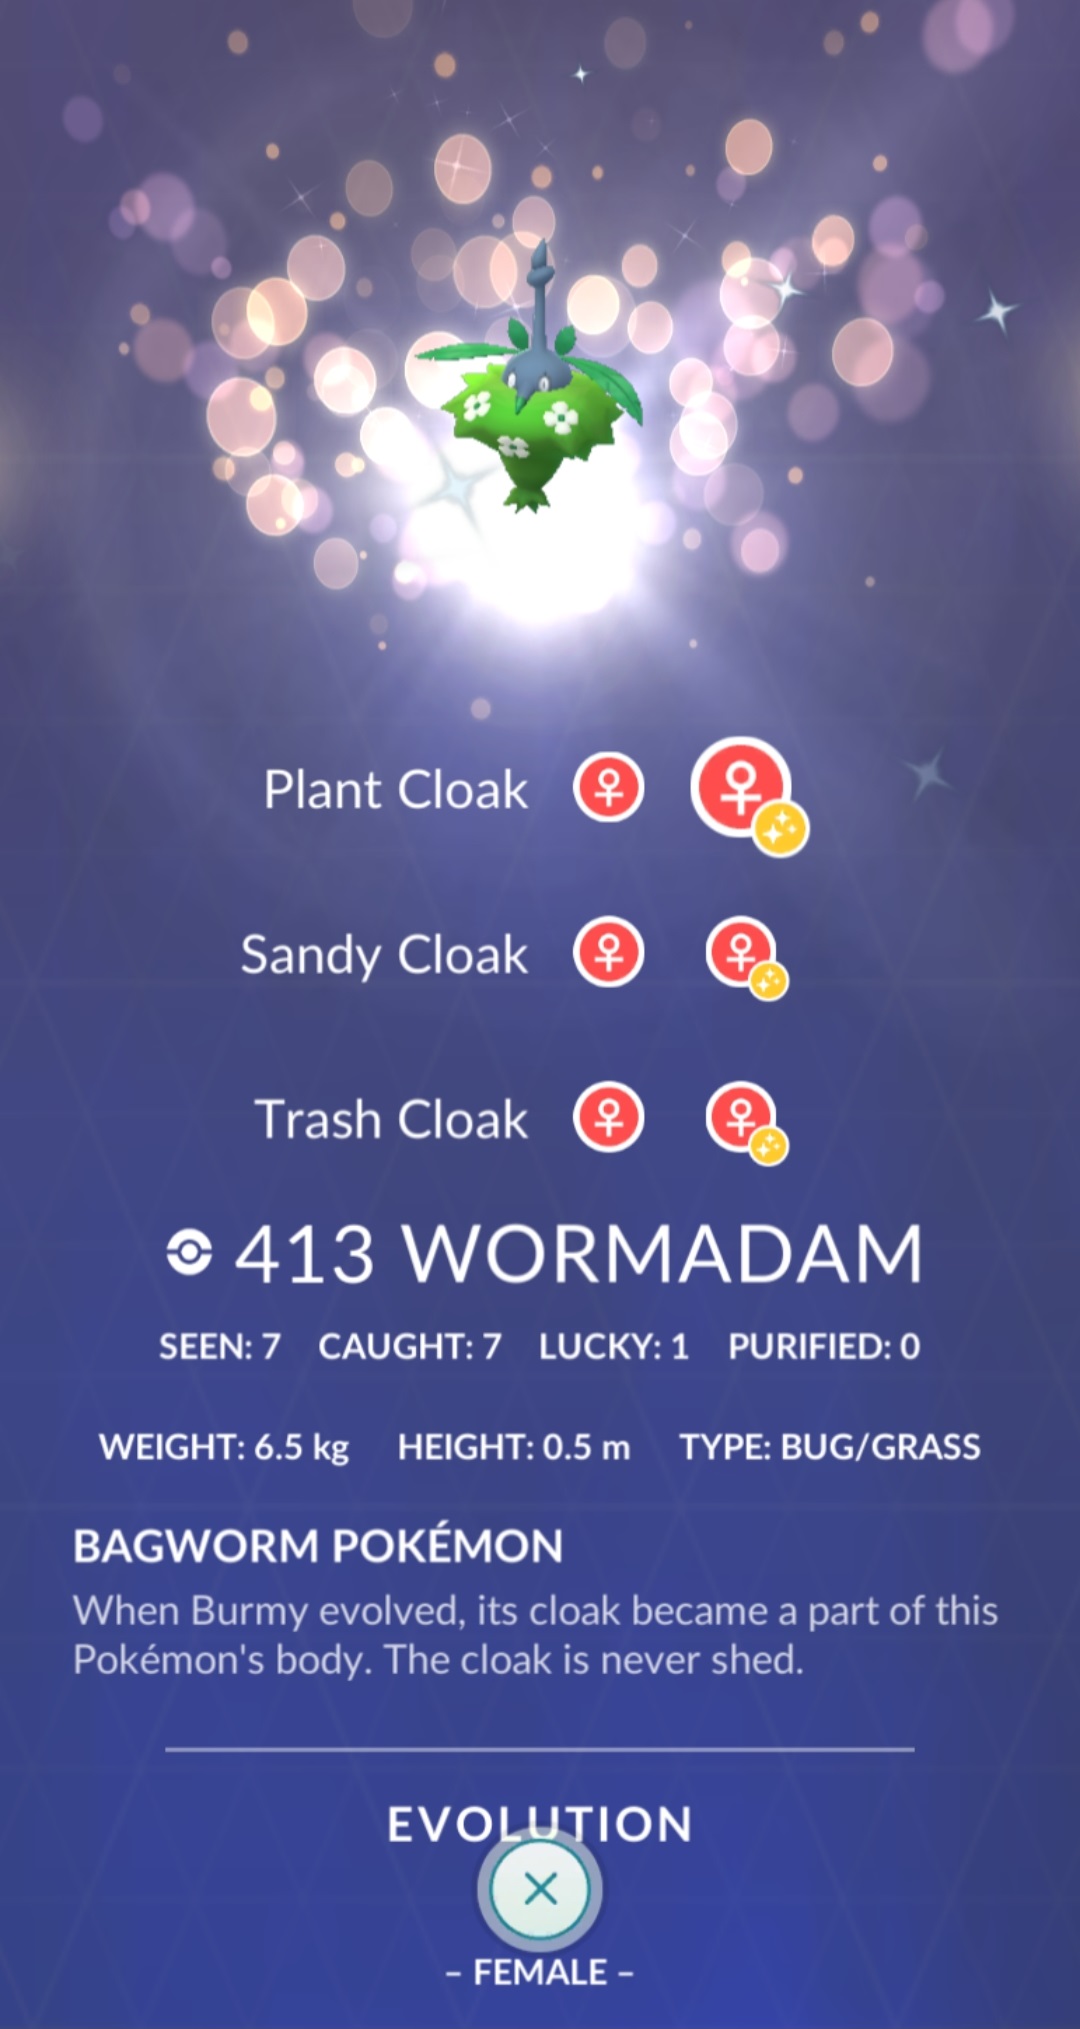 Plant Cloak
Sandy Cloak
Trash Cloak
413 WORMADAM
SEEN: 7 CAUGHT: 7 LUCKY: 1 PURIFIED: 0
WEIGHT: 6.5 kg HEIGHT: 0.5 m TYPE: BUG/GRASS
BAGWORM POKÉMON
When Burmy evolved, its cloak became a part of this
Pokémon's body. The cloak is never shed.
EVOLUTION
– FEMALE –